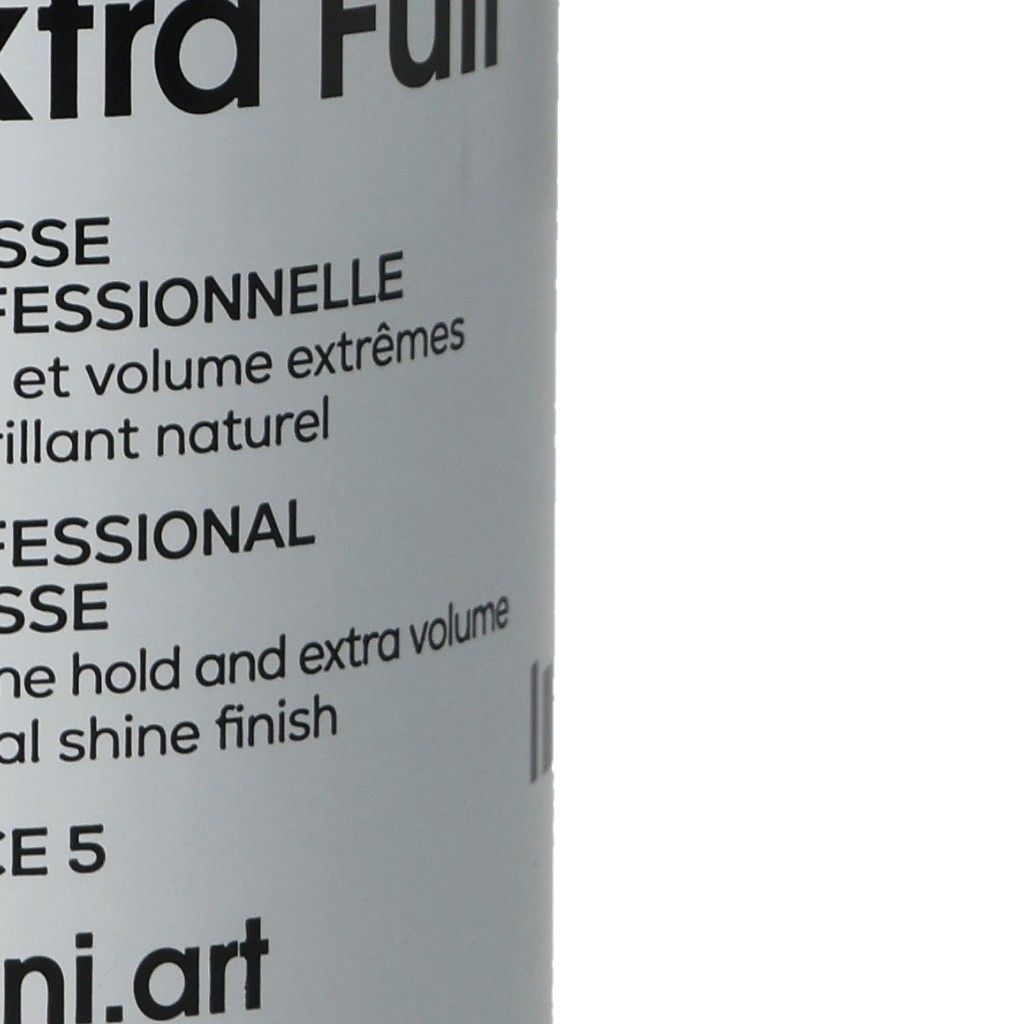 xtra Full
SSE
FESSIONNELLE
et volume extrêmes
rillant naturel
FESSIONAL
SSE
ne hold and extra volume
al shine finish
CE 5
ni.art